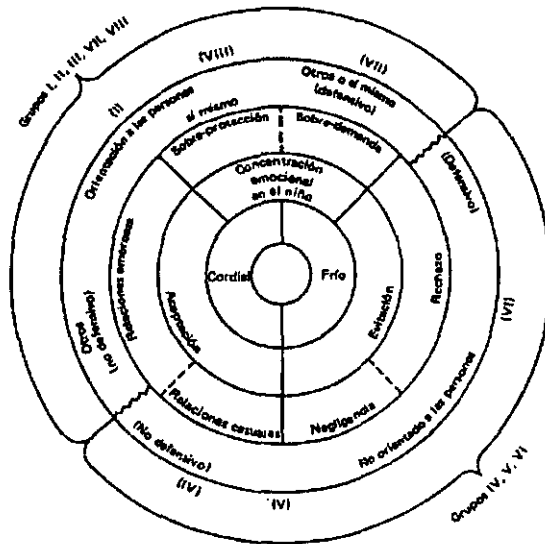 Grupos I, II, III, VII, VIII
(VIII)
(VII)
(I)
Orientación a las personas
Otros o sí mismo
(defensivo)
sí mismo
Sobre-protección
Sobre-demanda
Concentración
emocional
en el niño
(Defensivo)
Cordial
Frío
Relaciones amorosas
Aceptación
Evitación
Rechazo
(VI)
Otros
(no defensivo)
Relaciones casuales
Negligencia
(No defensivo)
No orientado a las personas
(VI)
(V)
Grupos IV, V, VI